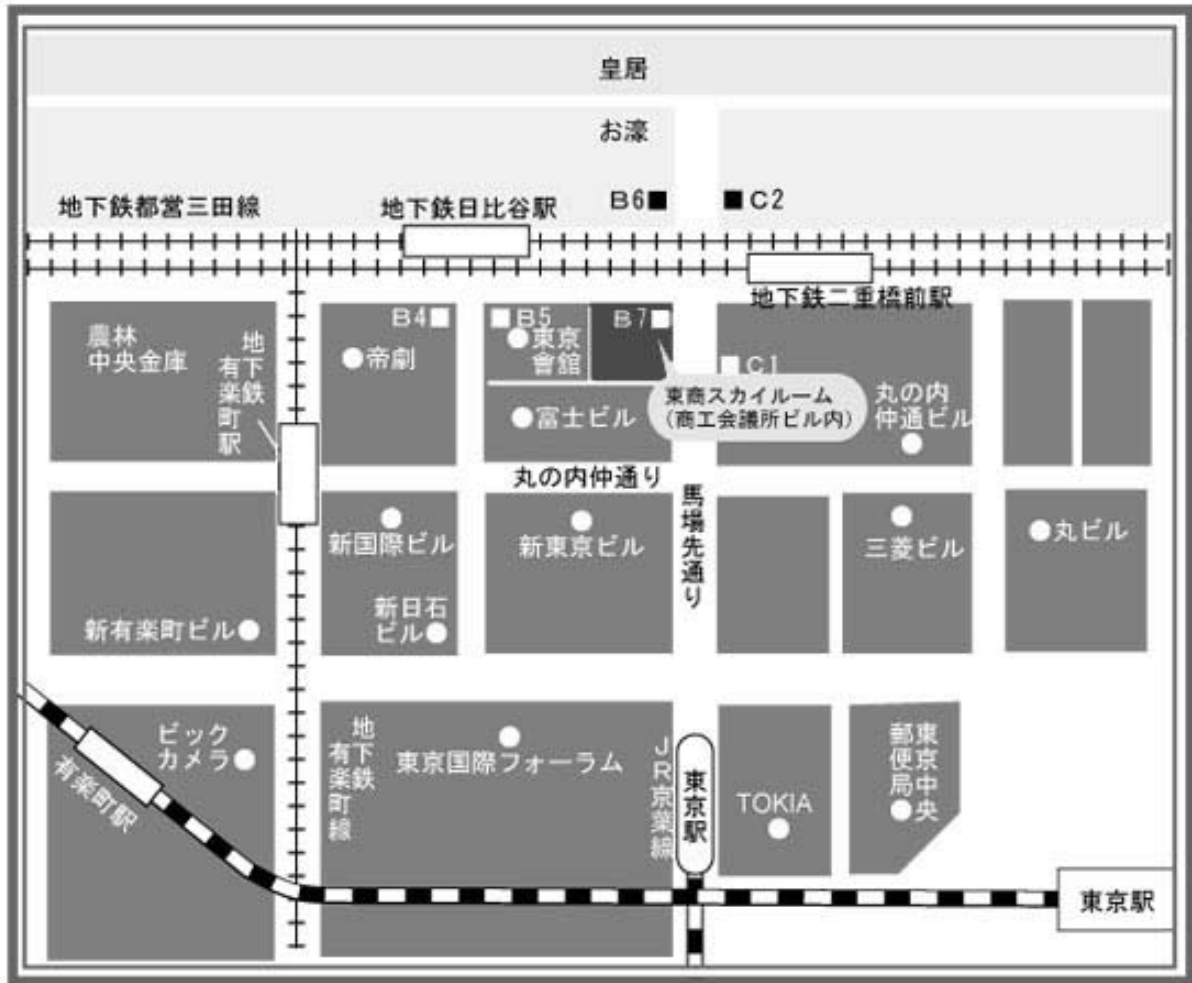 皇居
お濠
B6
C2
地下鉄都営三田線
地下鉄日比谷駅
地下鉄二重橋前駅
農林
中央金庫
地下鉄
有楽町駅
B4
帝劇
B5
東京
會館
B7
C1
東商スカイルーム
(商工会議所ビル内)
丸の内
仲通ビル
富士ビル
丸の内仲通り
馬場先通り
新国際ビル
新東京ビル
三菱ビル
丸ビル
新有楽町ビル
新日石
ビル
ビック
カメラ
有楽町駅
地下鉄
有楽町線
東京国際フォーラム
JR京葉線
東京駅
TOKIA
東京中央
郵便局
東京駅